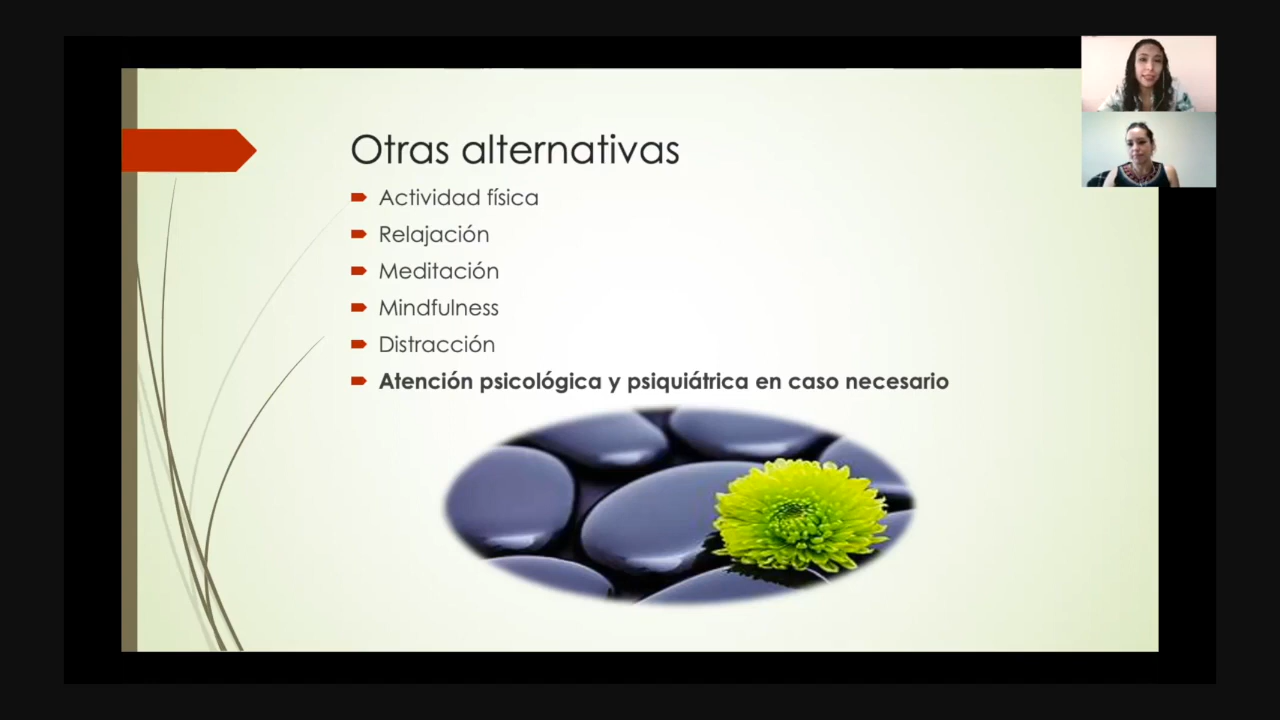 Otras alternativas
Actividad física
Relajación
Meditación
Mindfulness
Distracción
Atención psicológica y psiquiátrica en caso necesario